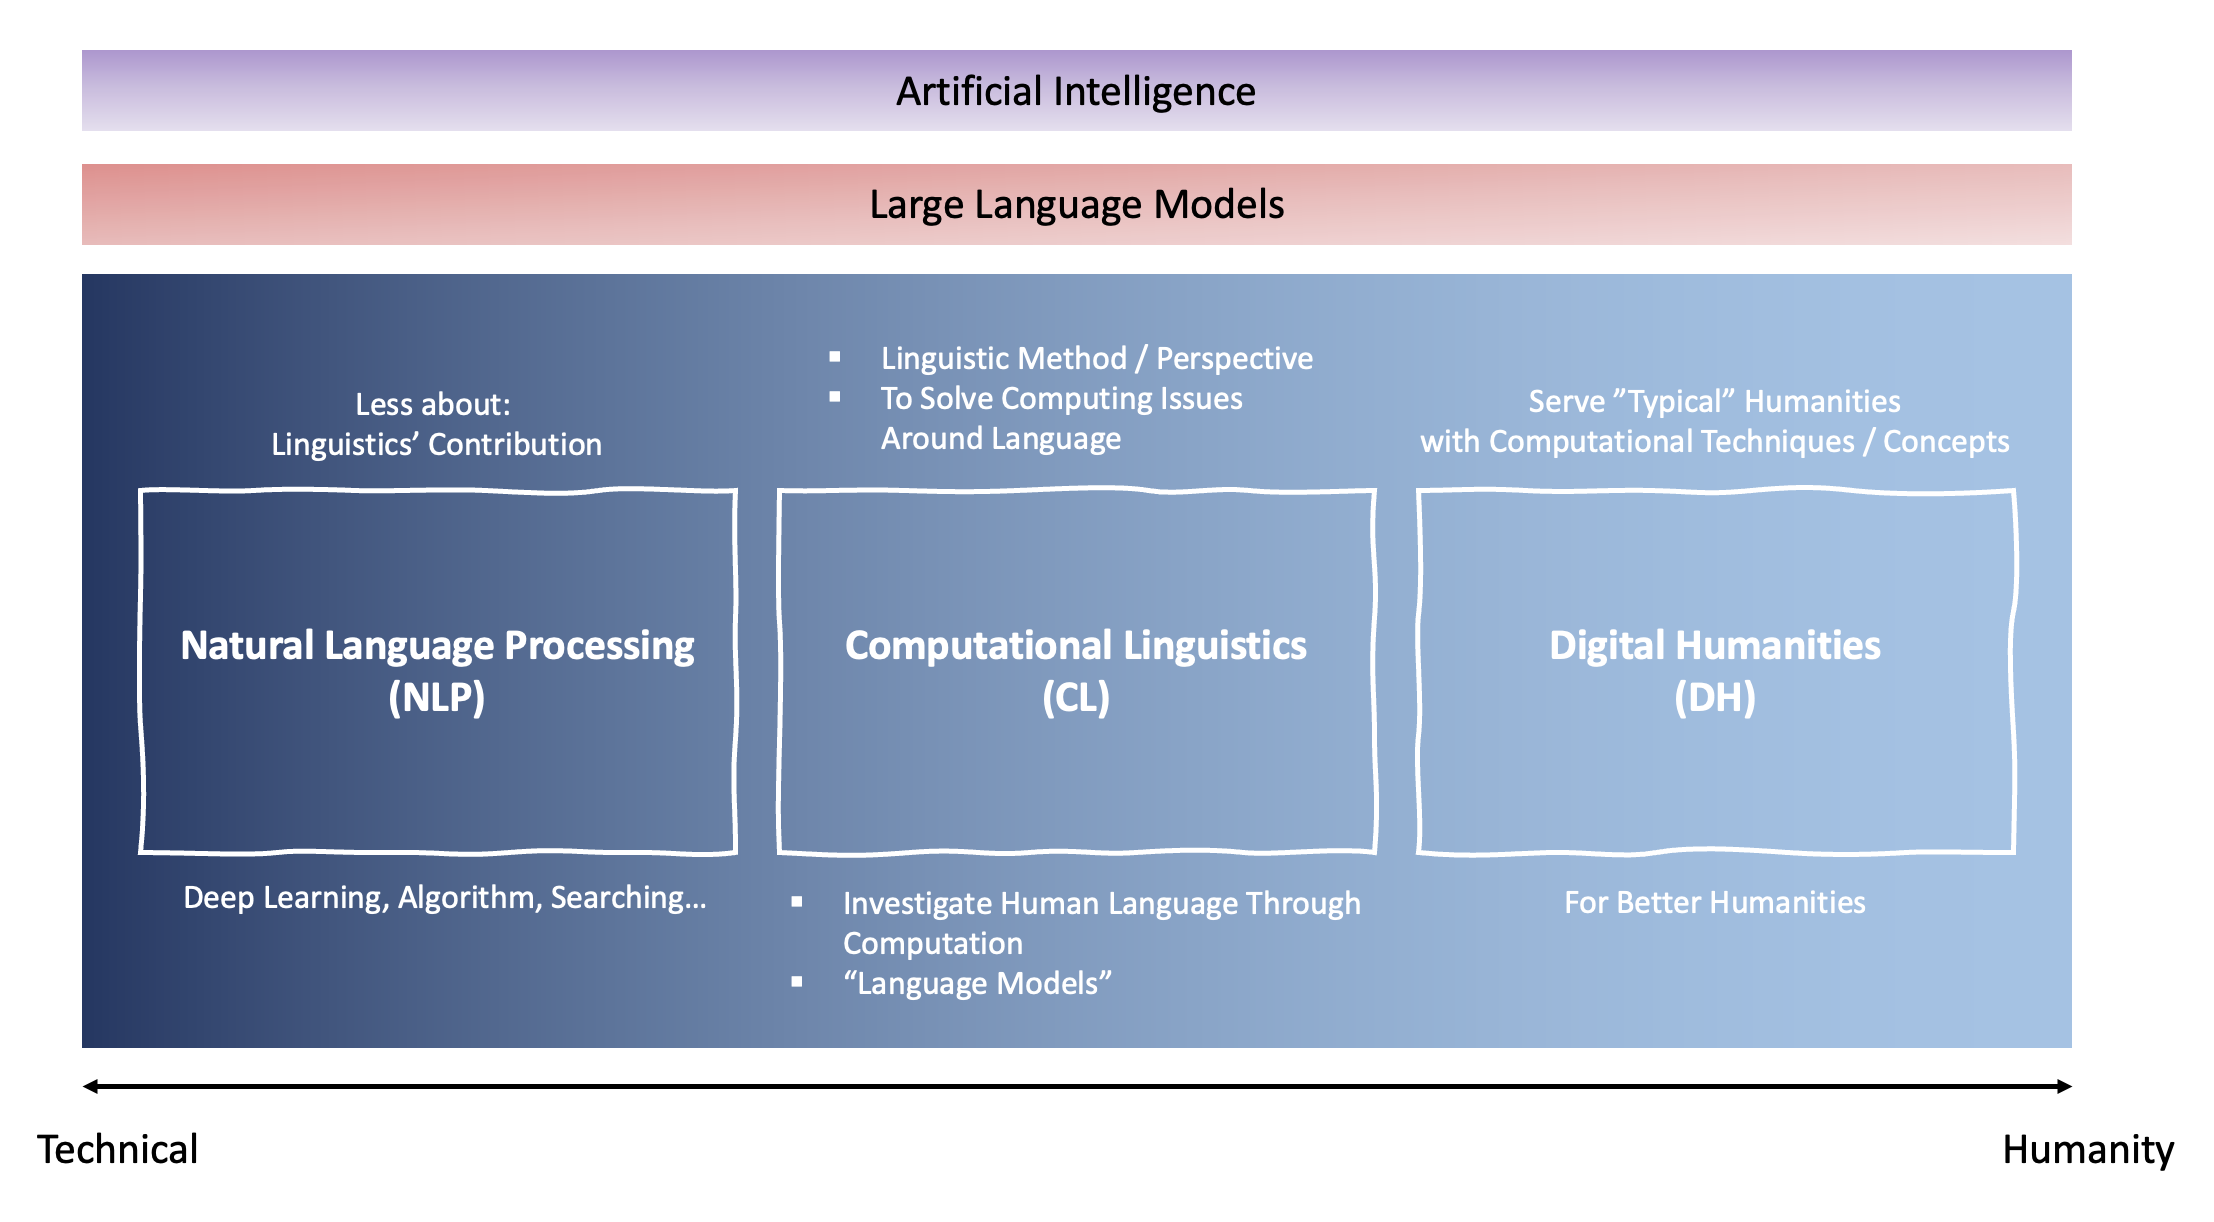 Artificial Intelligence
Large Language Models
Less about:
Linguistics’ Contribution
Natural Language Processing
(NLP)
Deep Learning, Algorithm, Searching...
▪ Linguistic Method / Perspective
▪ To Solve Computing Issues
Around Language
Computational Linguistics
(CL)
▪ Investigate Human Language Through
Computation
▪ “Language Models”
Serve ”Typical” Humanities
with Computational Techniques / Concepts
Digital Humanities
(DH)
For Better Humanities
Technical
Humanity